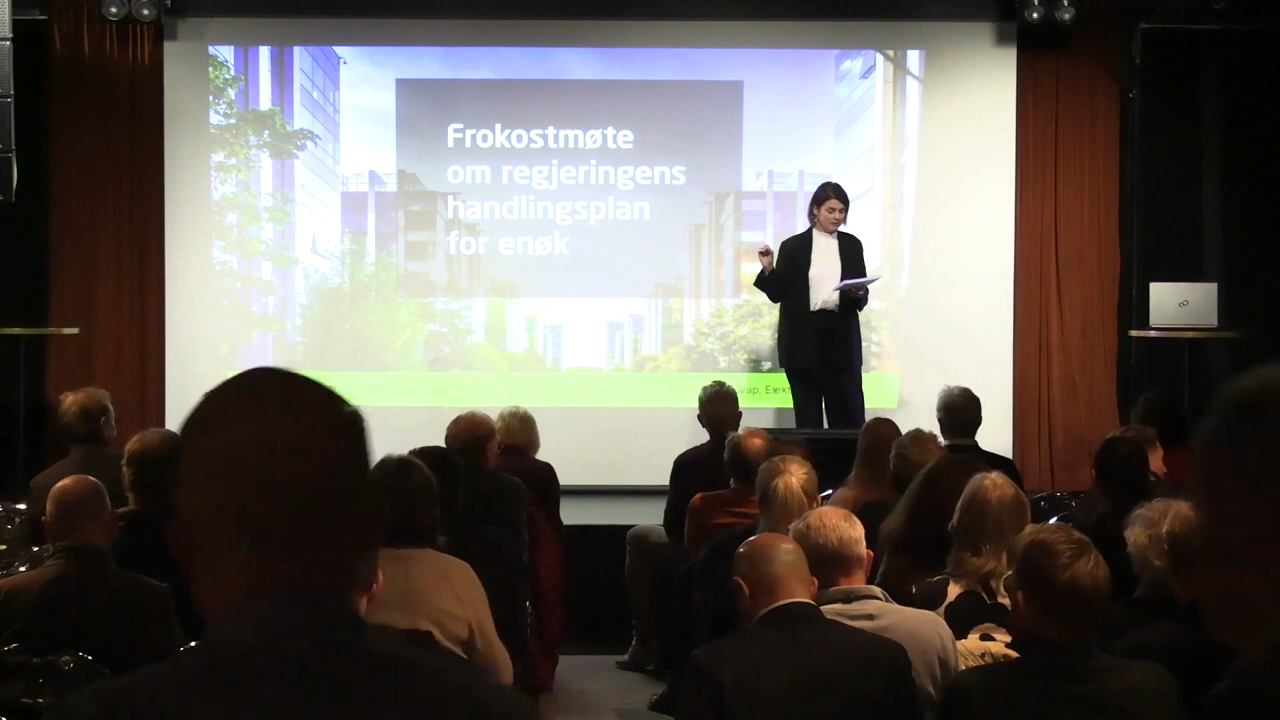 Frokostmøte
om regjeringens
handlingsplan
for enøk